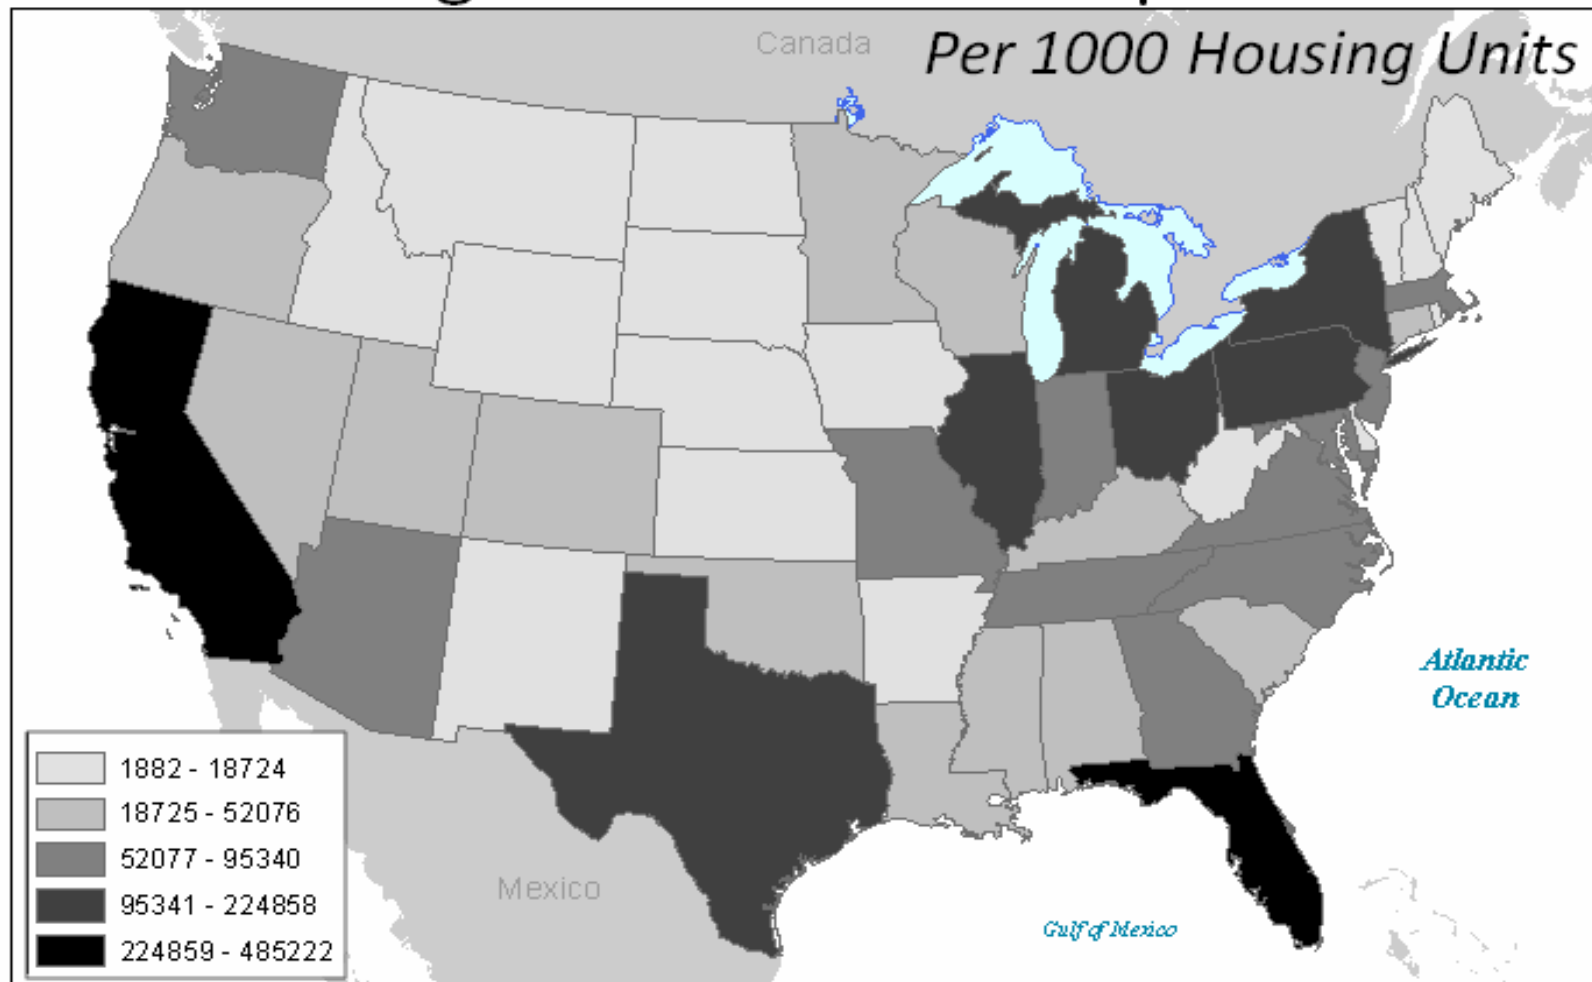 Canada
Per 1000 Housing Units
Atlantic
Ocean
1882 - 18724
18725 - 52076
52077 - 95340
95341 - 224858
224859 - 485222
Mexico
Gulf of Mexico